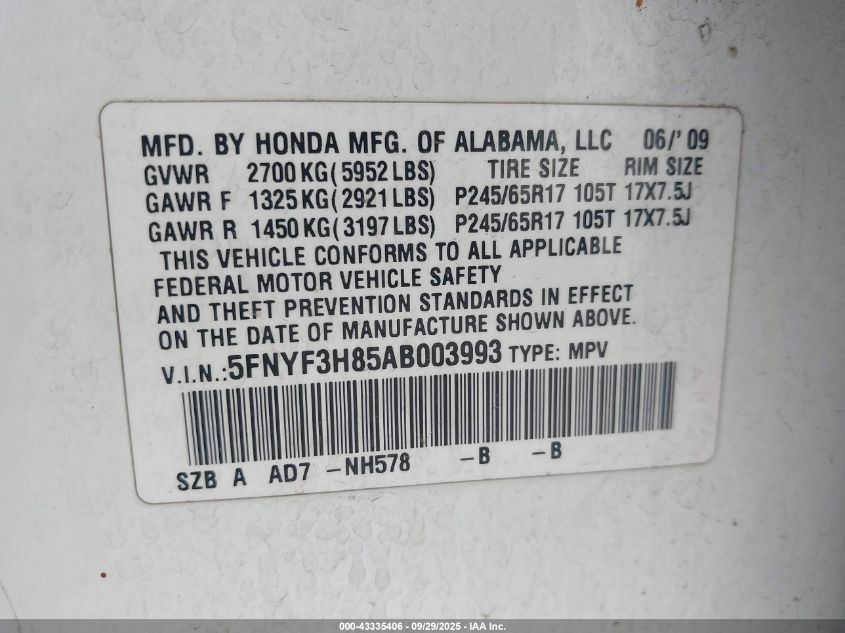 MFD. BY HONDA MFG. OF ALABAMA, LLC 06/'09
GVWR 2700 KG (5952 LBS) TIRE SIZE RIM SIZE
GAWR F 1325 KG (2921 LBS) P245/65R17 105T 17X7.5J
GAWR R 1450 KG (3197 LBS) P245/65R17 105T 17X7.5J
THIS VEHICLE CONFORMS TO ALL APPLICABLE
FEDERAL MOTOR VEHICLE SAFETY
AND THEFT PREVENTION STANDARDS IN EFFECT
ON THE DATE OF MANUFACTURE SHOWN ABOVE.
V.I.N.:5FNYF3H85AB003993 TYPE: MPV
SZB A AD7 -NH578 -B -B
000-43335406 - 09/29/2025 - IAA Inc.